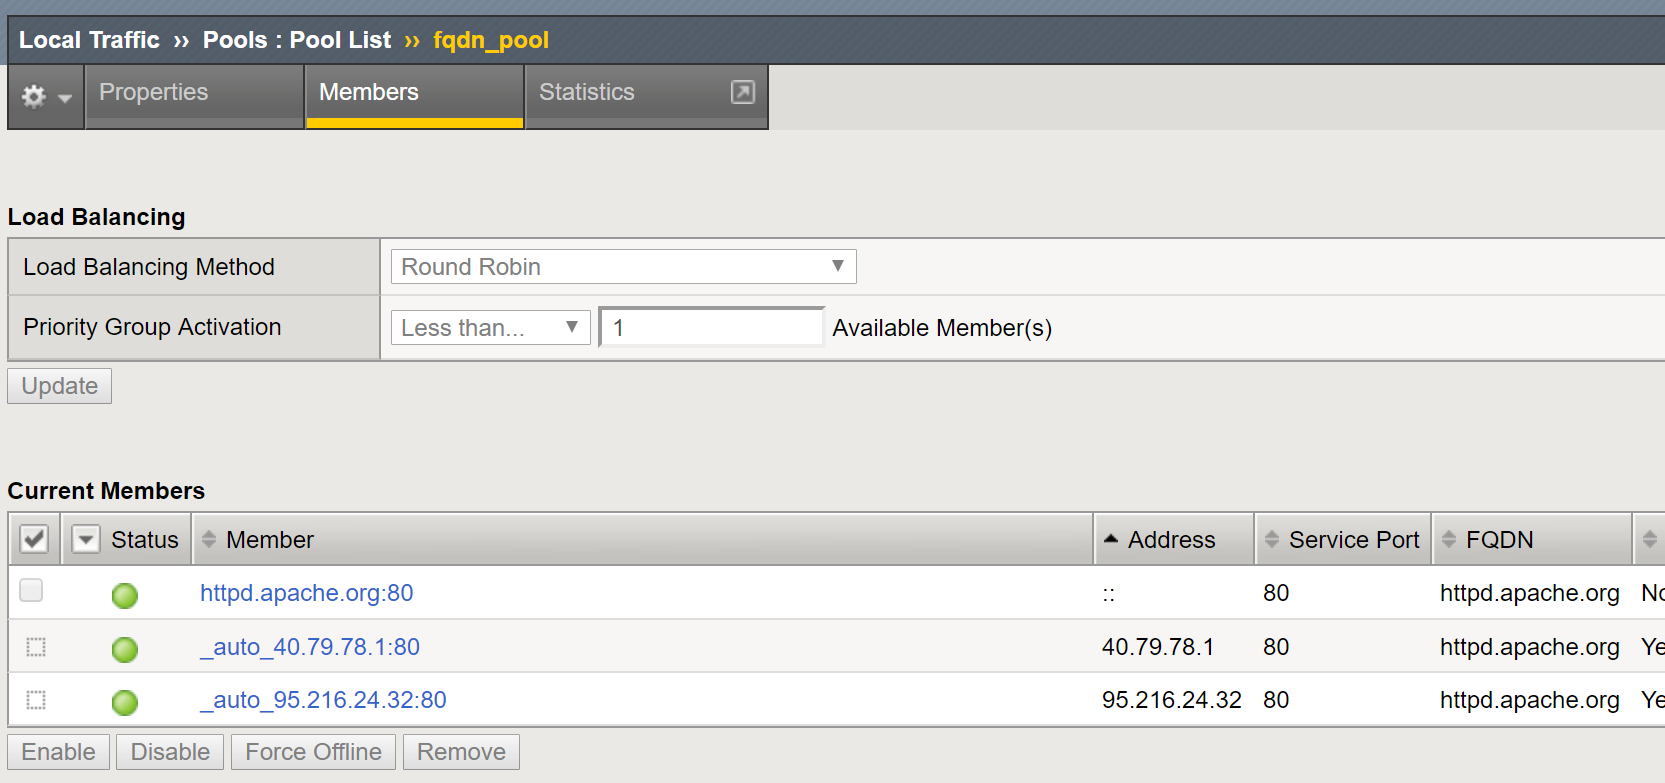 Local Traffic ›› Pools : Pool List ›› fqdn_pool
Properties Members Statistics
Load Balancing
Load Balancing Method Round Robin
Priority Group Activation Less than... 1 Available Member(s)
Update
Current Members
Status Member Address Service Port FQDN
httpd.apache.org:80 :: 80 httpd.apache.org No
_auto_40.79.78.1:80 40.79.78.1 80 httpd.apache.org Ye
_auto_95.216.24.32:80 95.216.24.32 80 httpd.apache.org Ye
Enable Disable Force Offline Remove